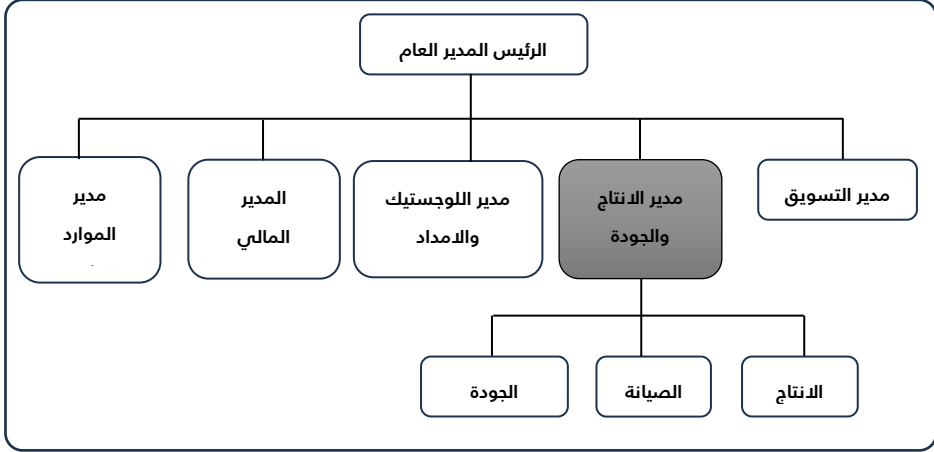 الرئيس المدير العام
مدير التسويق
مدير الانتاج
والجودة
مدير اللوجستيك
والامداد
المدير
المالي
مدير
الموارد
الانتاج
الصيانة
الجودة